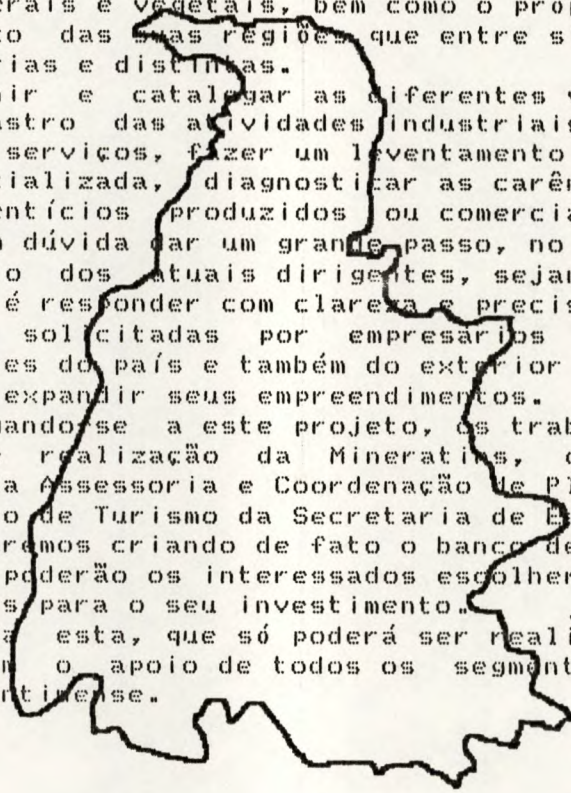 erais e vegetais, bem como o prop
to das suas regiões que entre s
rias e distintas.
ir e catalogar as diferentes v
astro das atividades industriais
serviços, fazer um levantamento
ializada, diagnosticar as carên
entícios produzidos ou comercia
dúvida dar um grande passo, no
o dos atuais dirigentes, sejam
é responder com clareza e precis
solicitadas por empresários
es do país e também do exterior
expandir seus empreendimentos.
ando-se a este projeto, os trab
realização da Mineratins,
a Assessoria e Coordenação de Pl
o de Turismo da Secretaria de
remos criando de fato o banco de
poderão os interessados escolher
s para o seu investimento.
a esta, que só poderá ser reali
m o apoio de todos os segment
ntinense.